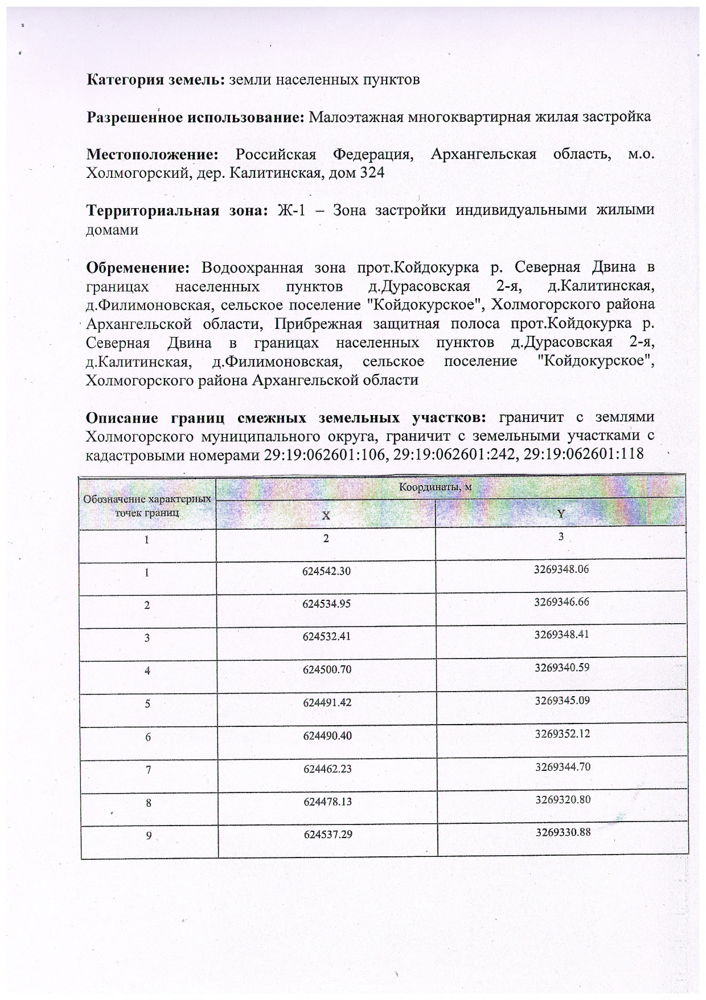 Категория земель: земли населенных пунктов
Разрешенное использование: Малоэтажная многоквартирная жилая застройка
Местоположение: Российская Федерация, Архангельская область, м.о.
Холмогорский, дер. Калитинская, дом 324
Территориальная зона: Ж-1 – Зона застройки индивидуальными жилыми
домами
Обременение: Водоохранная зона прот.Койдокурка р. Северная Двина в
границах населенных пунктов д.Дурасовская 2-я, д.Калитинская,
д.Филимоновская, сельское поселение "Койдокурское", Холмогорского района
Архангельской области, Прибрежная защитная полоса прот.Койдокурка р.
Северная Двина в границах населенных пунктов д.Дурасовская 2-я,
д.Калитинская, д.Филимоновская, сельское поселение "Койдокурское",
Холмогорского района Архангельской области
Описание границ смежных земельных участков: граничит с землями
Холмогорского муниципального округа, граничит с земельными участками с
кадастровыми номерами 29:19:062601:106, 29:19:062601:242, 29:19:062601:118
Обозначение характерных
точек границ
Координаты, м
X Y
1 2 3
1 624542.30 3269348.06
2 624534.95 3269346.66
3 624532.41 3269348.41
4 624500.70 3269340.59
5 624491.42 3269345.09
6 624490.40 3269352.12
7 624462.23 3269344.70
8 624478.13 3269320.80
9 624537.29 3269330.88